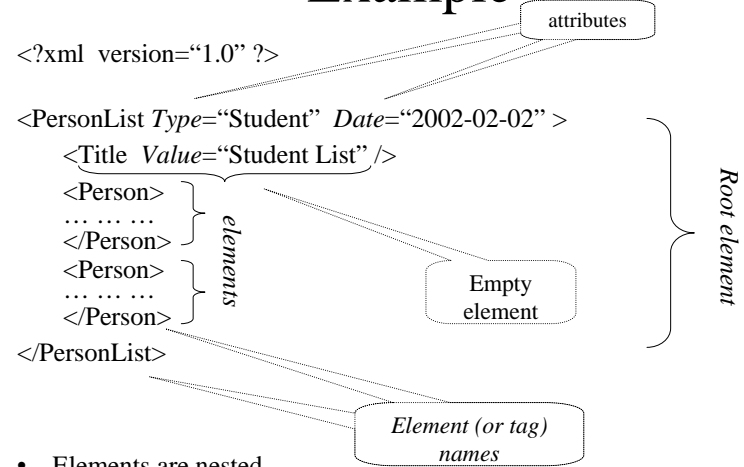 Example
attributes
<?xml version=“1.0” ?>
<PersonList Type=“Student” Date=“2002-02-02” >
<Title Value=“Student List” />
<Person>
… … …
</Person>
<Person>
… … …
</Person>
</PersonList>
elements
Empty
element
Root element
Element (or tag)
names
• Elements are nested